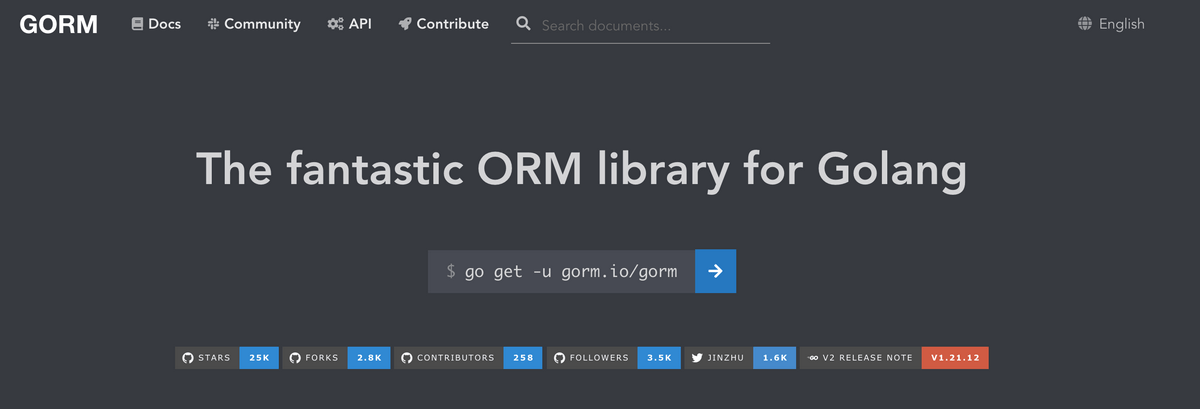 GORM Docs Community API Contribute Search documents... English
The fantastic ORM library for Golang
$ go get -u gorm.io/gorm
STARS 25K FORKS 2.8K CONTRIBUTORS 258 FOLLOWERS 3.5K JINZHU 1.6K GO V2 RELEASE NOTE V1.21.12